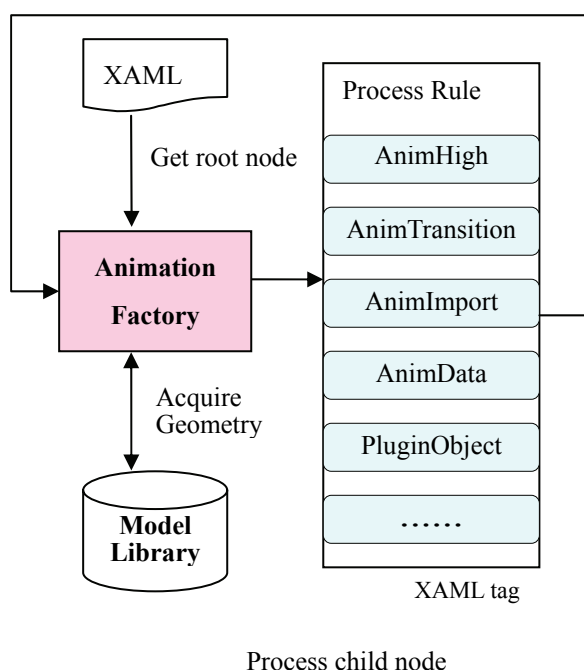 XAML
Get root node
Animation
Factory
Acquire
Geometry
Model
Library
Process Rule
AnimHigh
AnimTransition
AnimImport
AnimData
PluginObject
……
XAML tag
Process child node